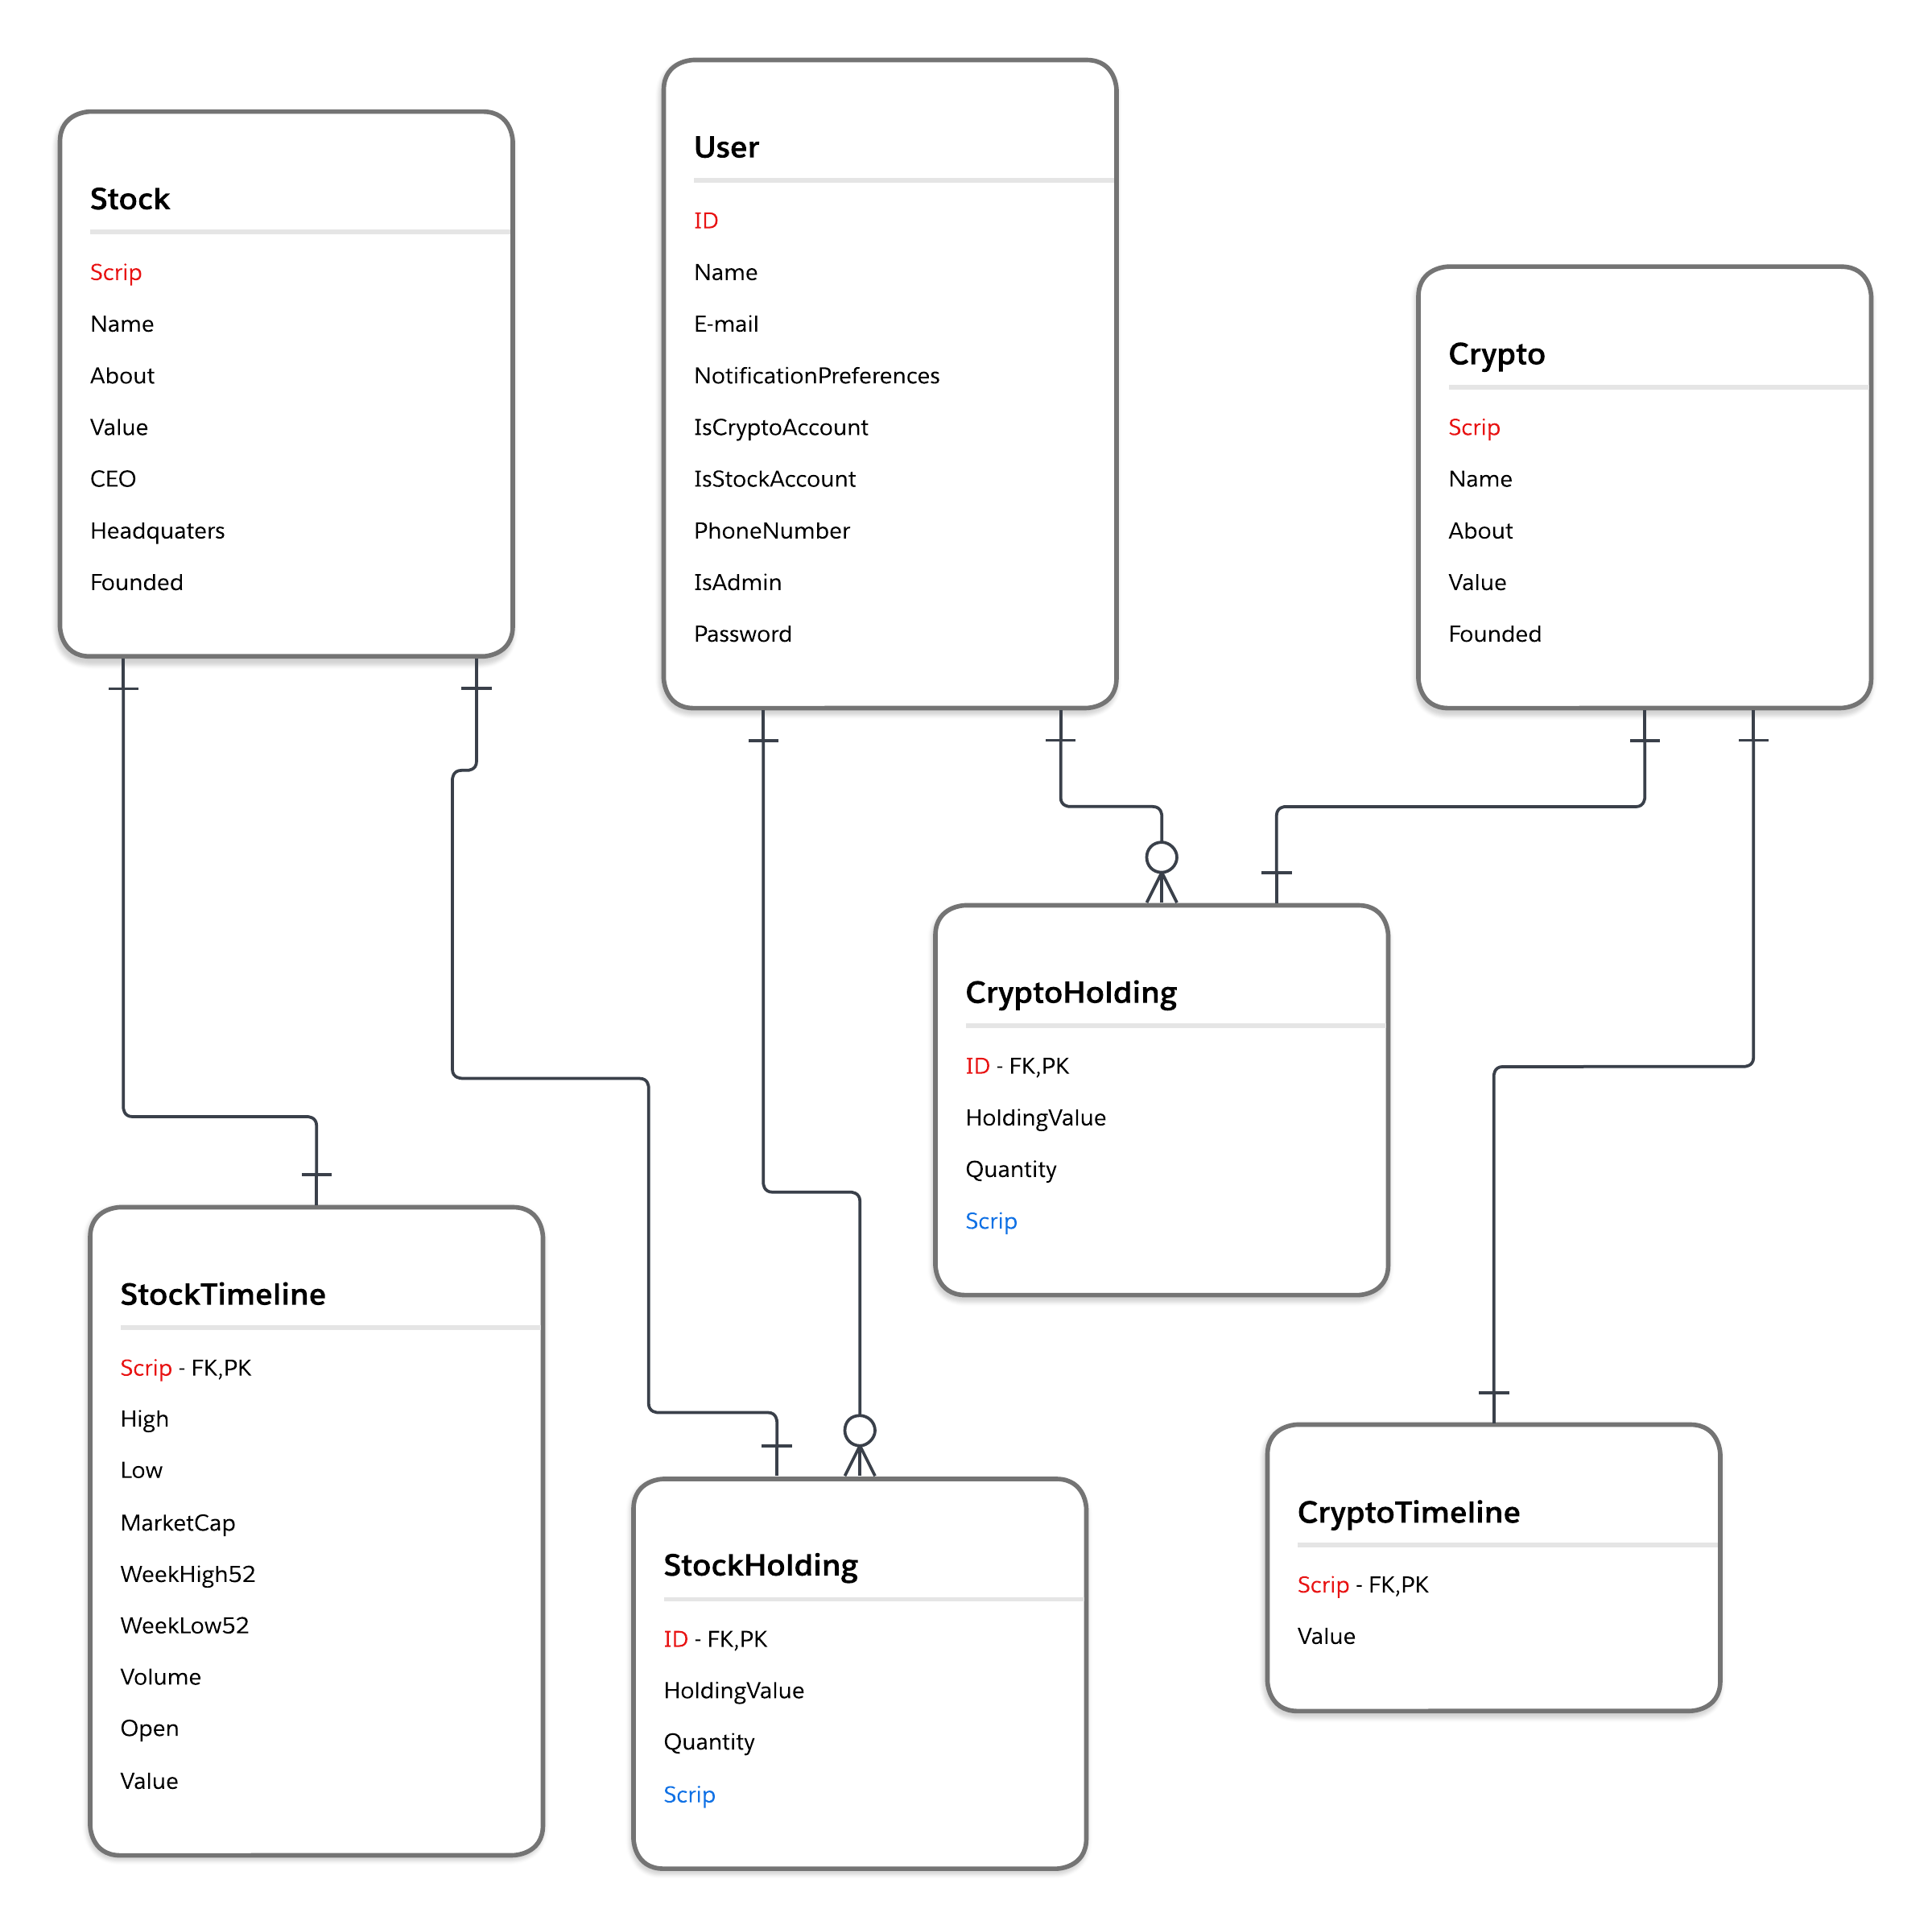 Stock
Scrip
Name
About
Value
CEO
Headquaters
Founded
User
ID
Name
E-mail
NotificationPreferences
IsCryptoAccount
IsStockAccount
PhoneNumber
IsAdmin
Password
Crypto
Scrip
Name
About
Value
Founded
CryptoHolding
ID - FK,PK
HoldingValue
Quantity
Scrip
StockTimeline
Scrip - FK,PK
High
Low
MarketCap
WeekHigh52
WeekLow52
Volume
Open
Value
StockHolding
ID - FK,PK
HoldingValue
Quantity
Scrip
CryptoTimeline
Scrip - FK,PK
Value